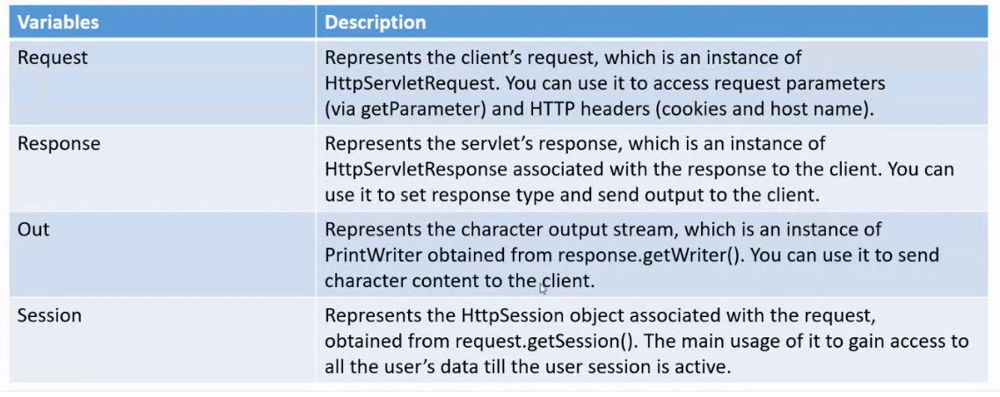 Variables Description
Request Represents the client's request, which is an instance of
HttpServletRequest. You can use it to access request parameters
(via getParameter) and HTTP headers (cookies and host name).
Response Represents the servlet's response, which is an instance of
HttpServletResponse associated with the response to the client. You can
use it to set response type and send output to the client.
Out Represents the character output stream, which is an instance of
PrintWriter obtained from response.getWriter(). You can use it to send
character content to the client.
Session Represents the HttpSession object associated with the request,
obtained from request.getSession(). The main usage of it to gain access to
all the user's data till the user session is active.